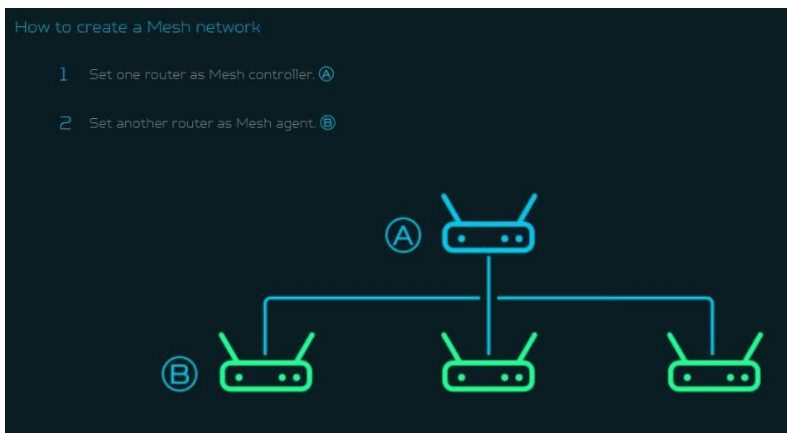 How to create a Mesh network
1 Set one router as Mesh controller. Ⓐ
2 Set another router as Mesh agent. Ⓑ
Ⓐ
Ⓑ